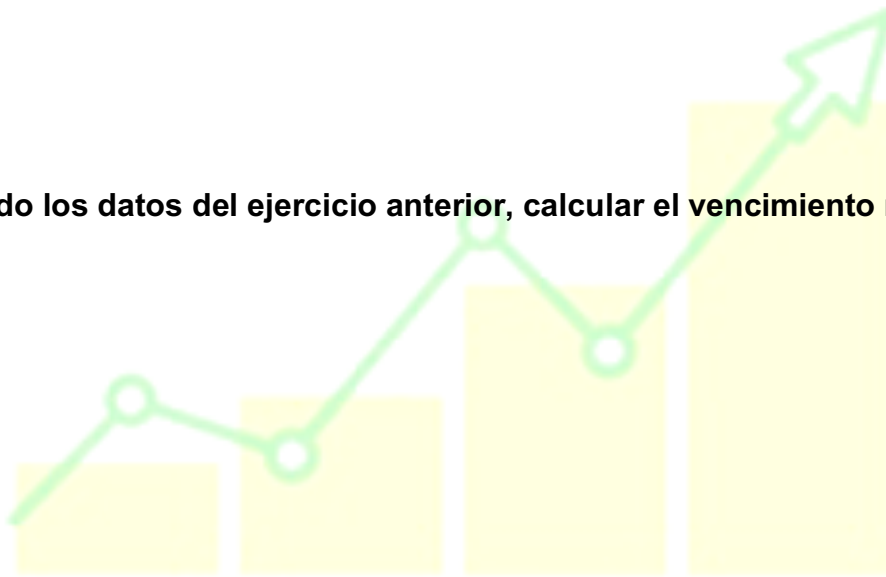 do los datos del ejercicio anterior, calcular el vencimiento